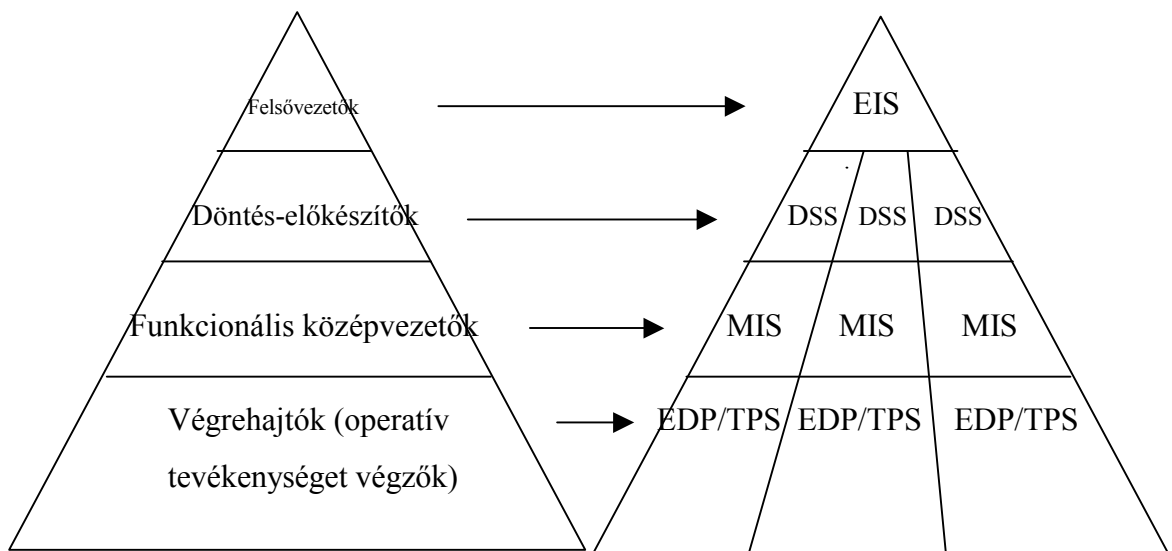 Felsővezetők
EIS
Döntés-előkészítők
DSS DSS DSS
Funkcionális középvezetők
MIS MIS MIS
Végrehajtók (operatív
tevékenységet végzők)
EDP/TPS EDP/TPS EDP/TPS